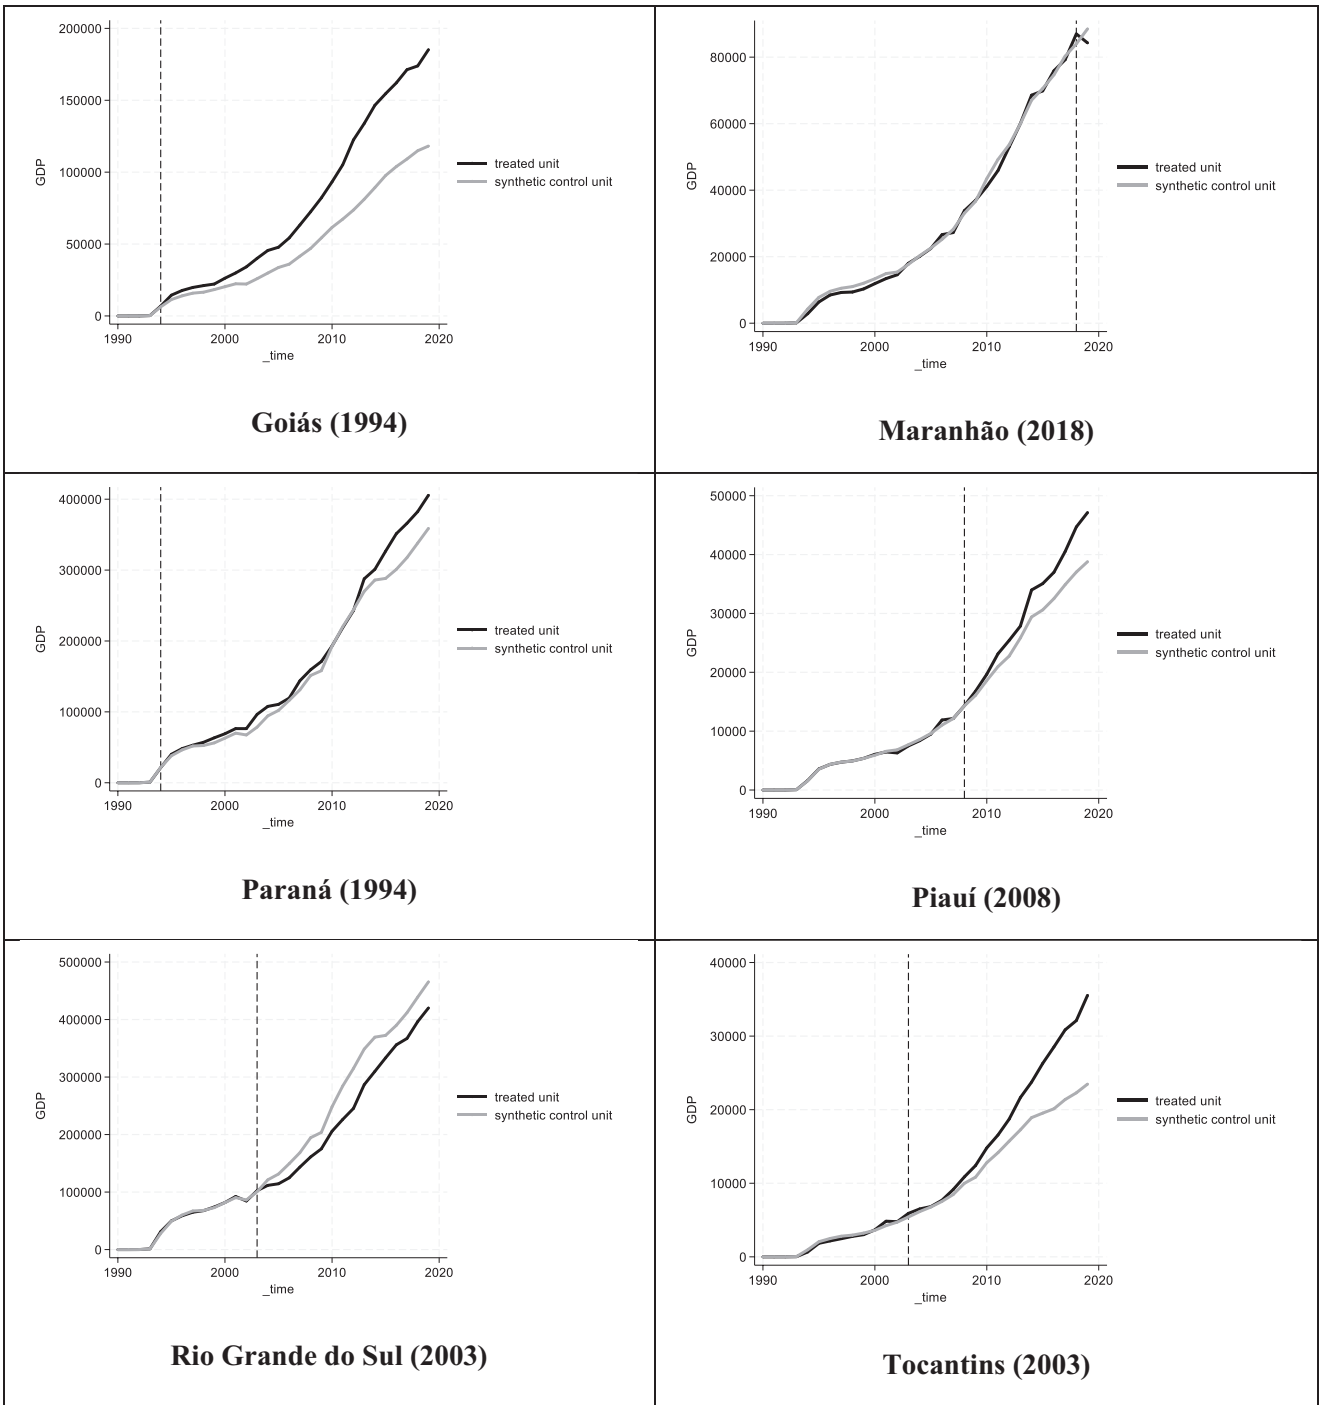 200000
150000
100000
50000
0
GDP
1990
2000
2010
2020
_time
treated unit
synthetic control unit
Goiás (1994)
80000
60000
40000
20000
0
GDP
1990
2000
2010
2020
_time
treated unit
synthetic control unit
Maranhão (2018)
400000
300000
200000
100000
0
GDP
1990
2000
2010
2020
_time
treated unit
synthetic control unit
Paraná (1994)
50000
40000
30000
20000
10000
0
GDP
1990
2000
2010
2020
_time
treated unit
synthetic control unit
Piauí (2008)
500000
400000
300000
200000
100000
0
GDP
1990
2000
2010
2020
_time
treated unit
synthetic control unit
Rio Grande do Sul (2003)
40000
30000
20000
10000
0
GDP
1990
2000
2010
2020
_time
treated unit
synthetic control unit
Tocantins (2003)